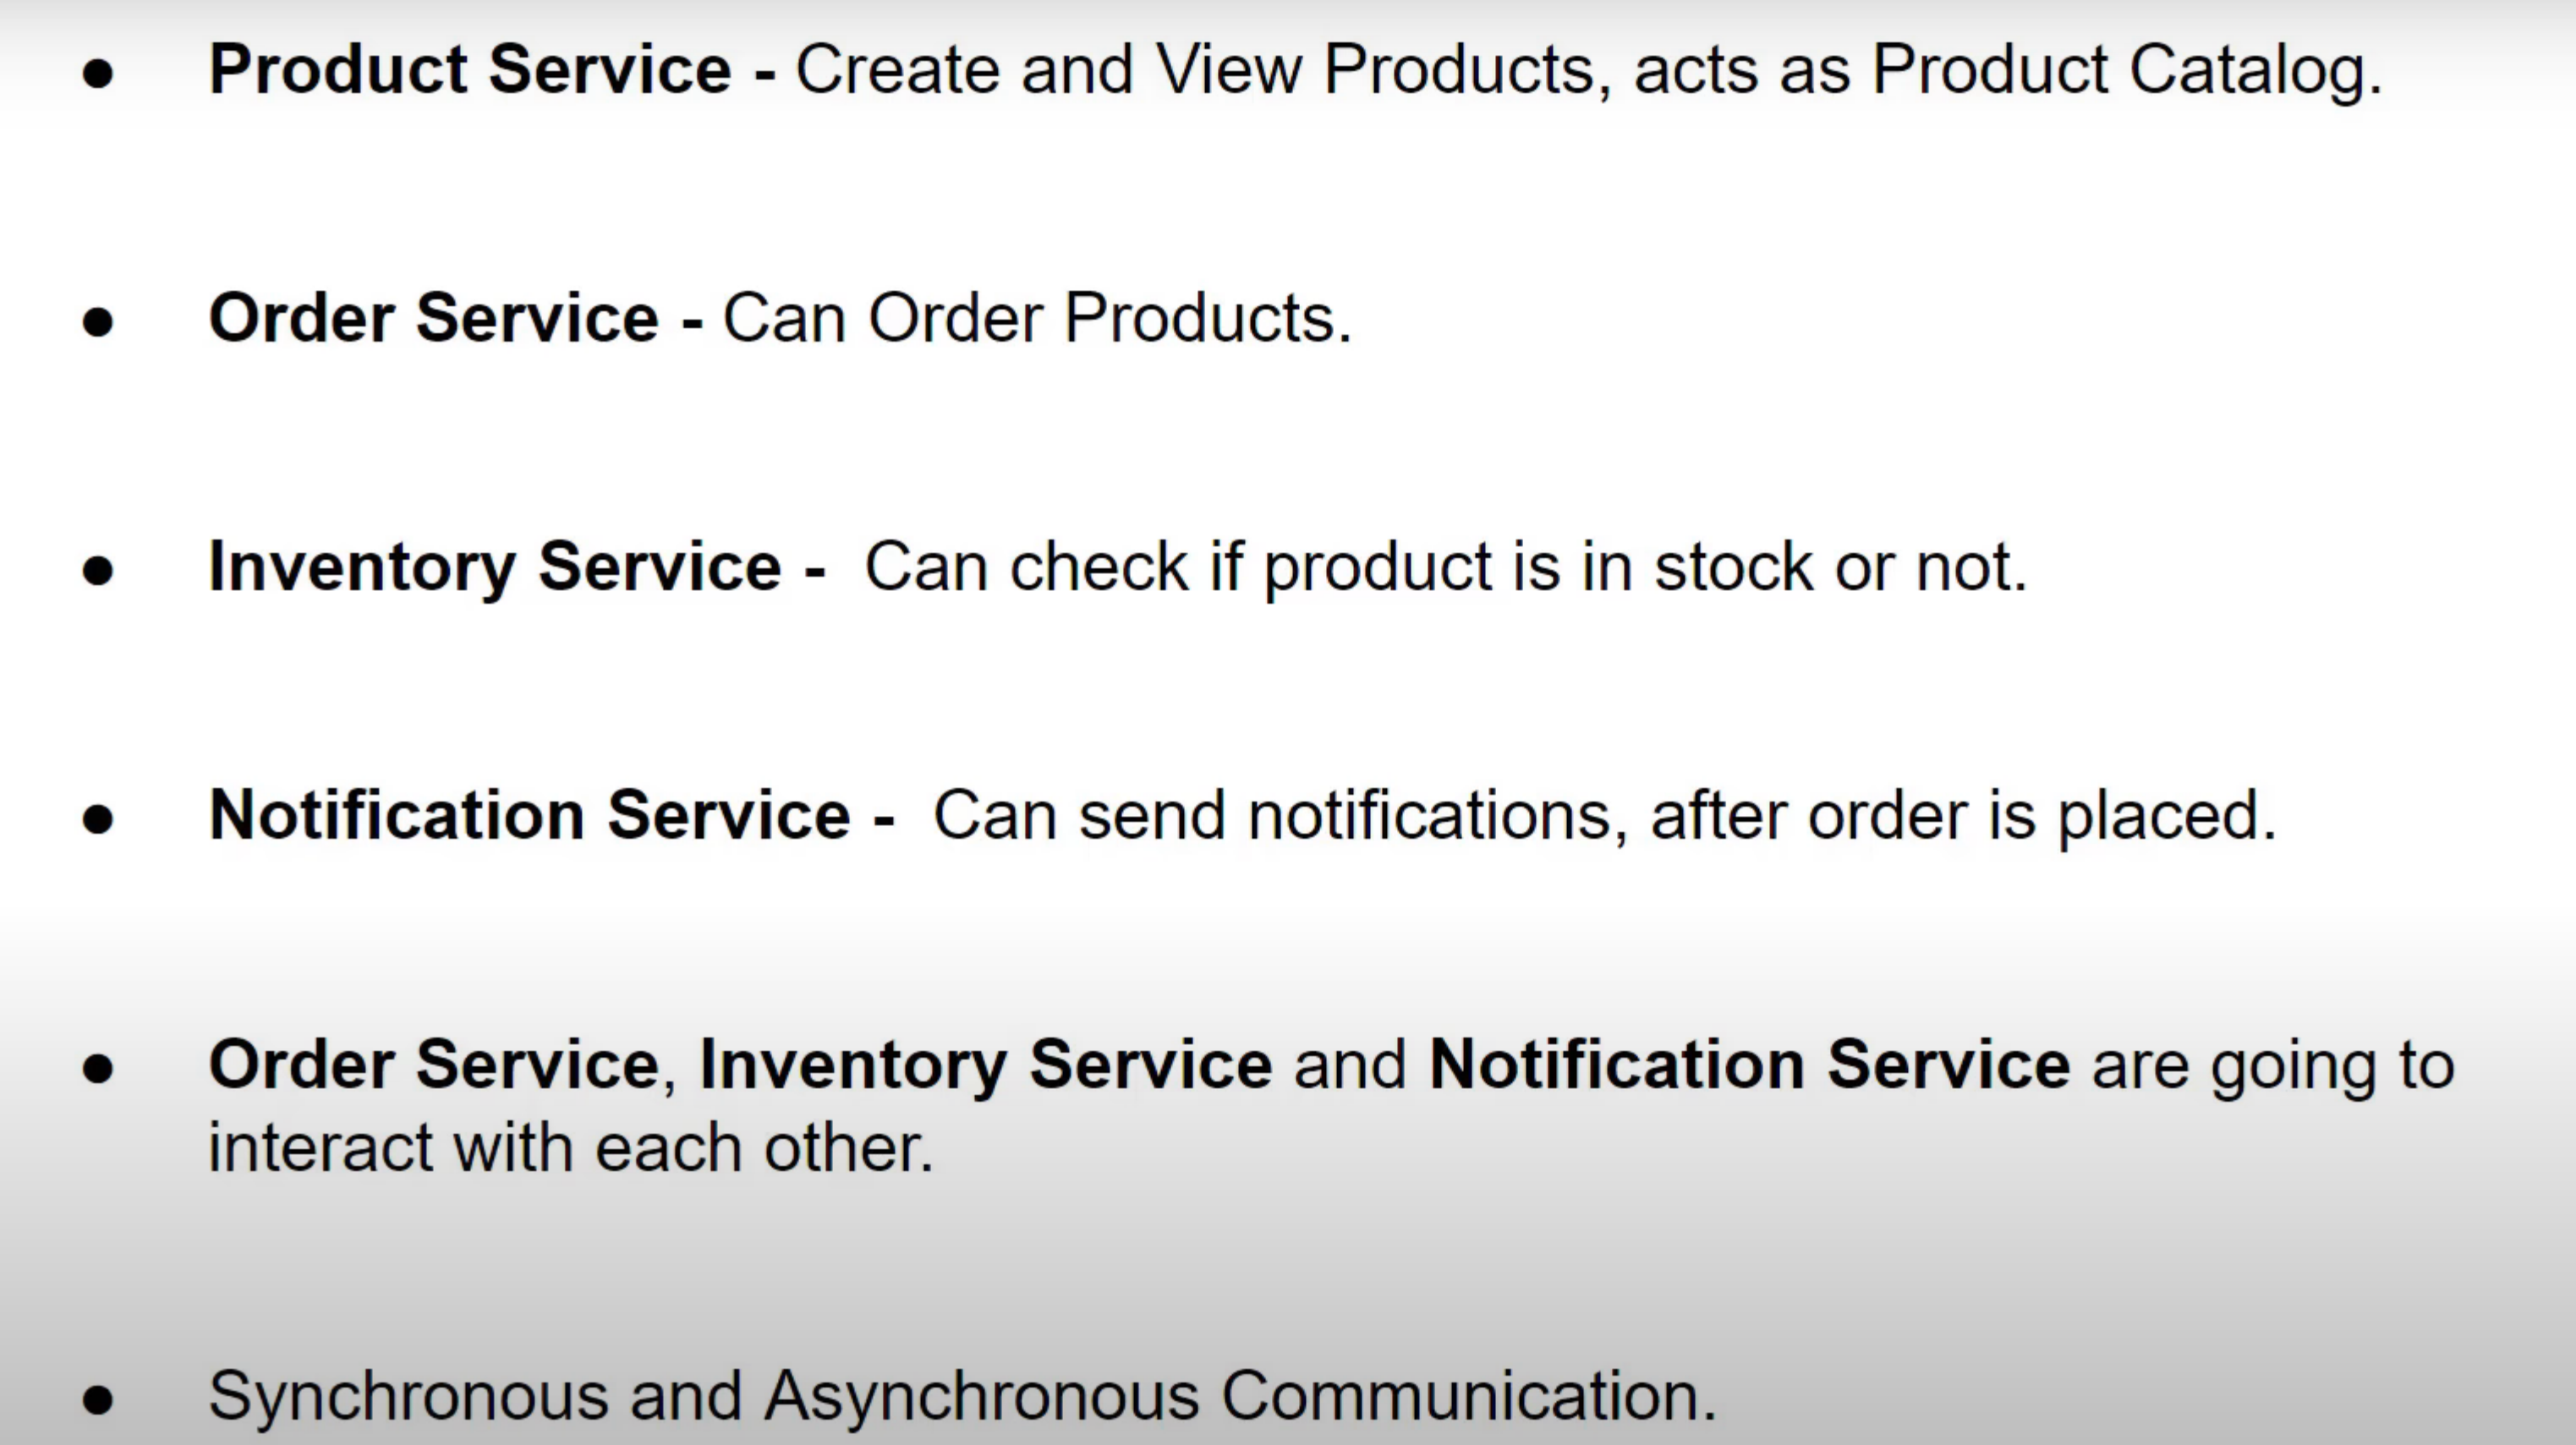 ● Product Service - Create and View Products, acts as Product Catalog.
● Order Service - Can Order Products.
● Inventory Service -  Can check if product is in stock or not.
● Notification Service -  Can send notifications, after order is placed.
● Order Service, Inventory Service and Notification Service are going to
interact with each other.
● Synchronous and Asynchronous Communication.